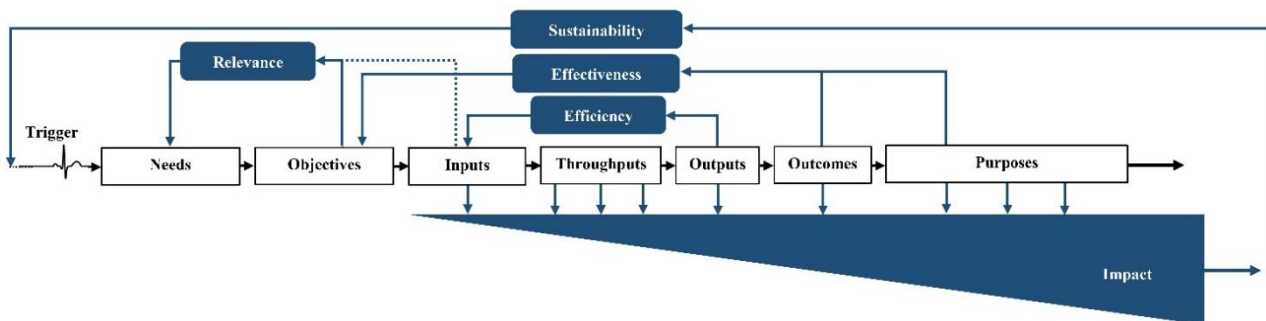 Sustainability
Relevance
Effectiveness
Efficiency
Trigger
Needs
Objectives
Inputs
Throughputs
Outputs
Outcomes
Purposes
Impact